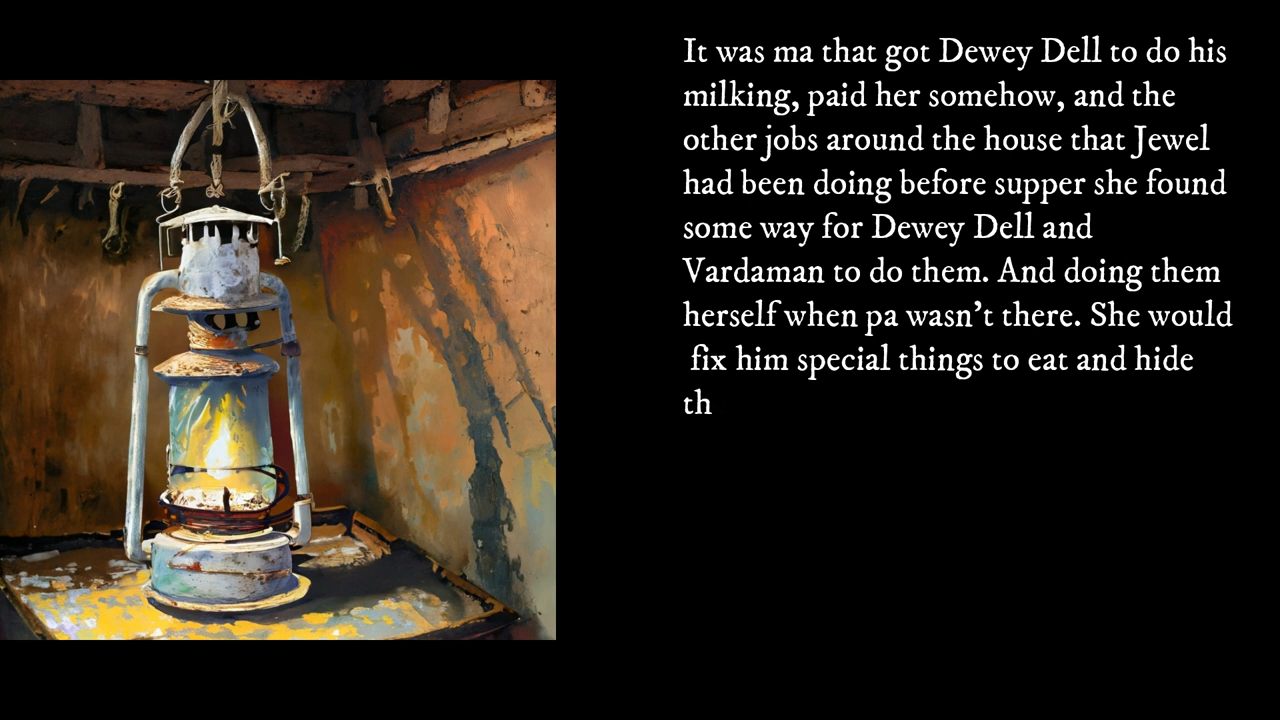 It was ma that got Dewey Dell to do his
milking, paid her somehow, and the
other jobs around the house that Jewel
had been doing before supper she found
some way for Dewey Dell and
Vardaman to do them. And doing them
herself when pa wasn't there. She would
fix him special things to eat and hide
th